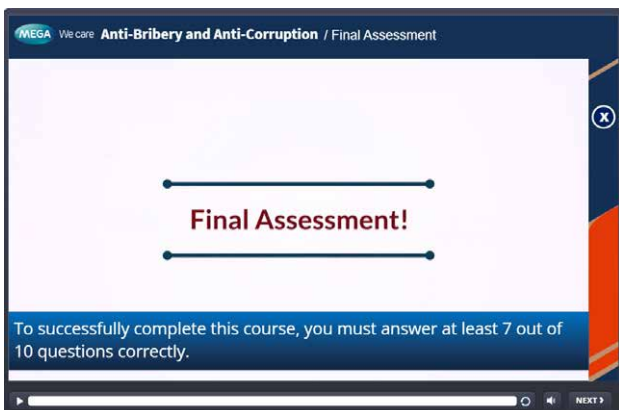 MEGA We care Anti-Bribery and Anti-Corruption / Final Assessment
X
Final Assessment!
To successfully complete this course, you must answer at least 7 out of
10 questions correctly.
NEXT >